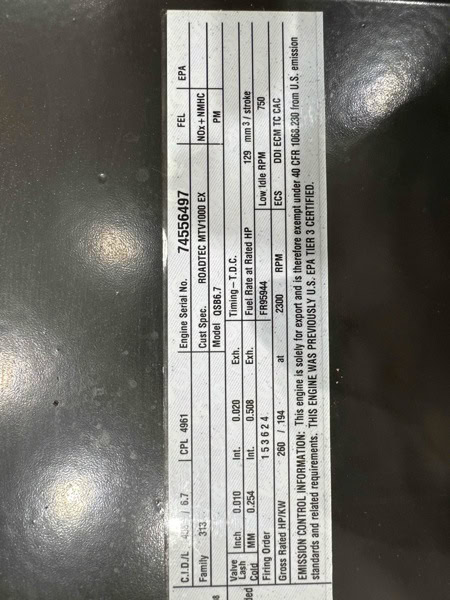 C.I.D./L / 6.7 CPL 4961 Engine Serial No. 74556497 FEL EPA
Family 313 Cust Spec. ROADTEC MTV1000 EX NOx + NMHC
Model QSB6.7 PM
Valve Lash Cold Inch 0.010 Int. 0.020 Exh. Timing – T.D.C.
MM 0.254 Int. 0.508 Exh. Fuel Rate at Rated HP 129 mm3 / stroke
Firing Order 1 5 3 6 2 4 FR95944 Low Idle RPM 750
Gross Rated HP/KW 260 / 194 at 2300 RPM ECS DDI ECM TC CAC
EMISSION CONTROL INFORMATION: This engine is solely for export and is therefore exempt under 40 CFR 1068.230 from U.S. emission
standards and related requirements. THIS ENGINE WAS PREVIOUSLY U.S. EPA TIER 3 CERTIFIED.